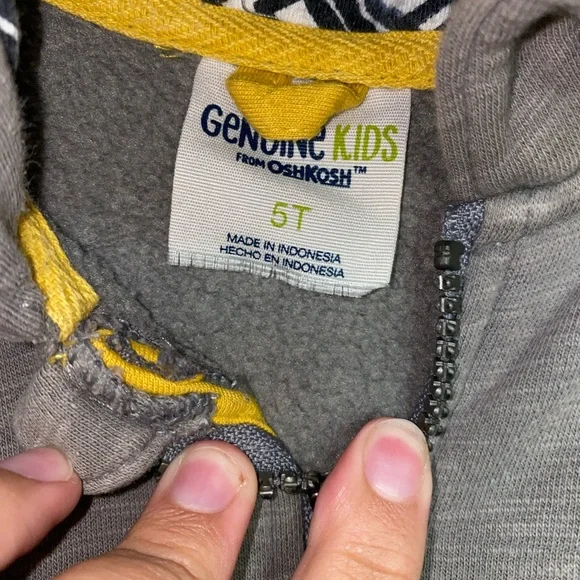 GENUINE KIDS
FROM OSHKOSH™
5T
MADE IN INDONESIA
HECHO EN INDONESIA